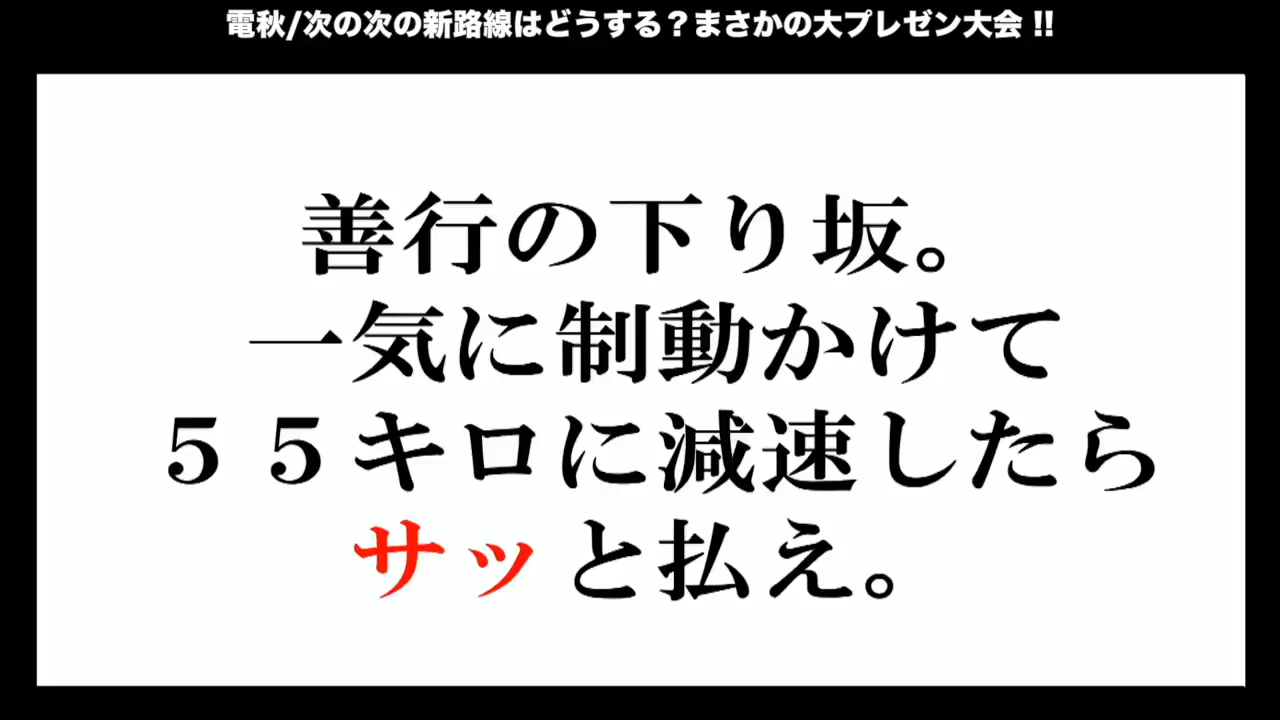 電秋/次の次の新路線はどうする？まさかの大プレゼン大会 !!
善行の下り坂。
一気に制動かけて
５５キロに減速したら
サッと払え。